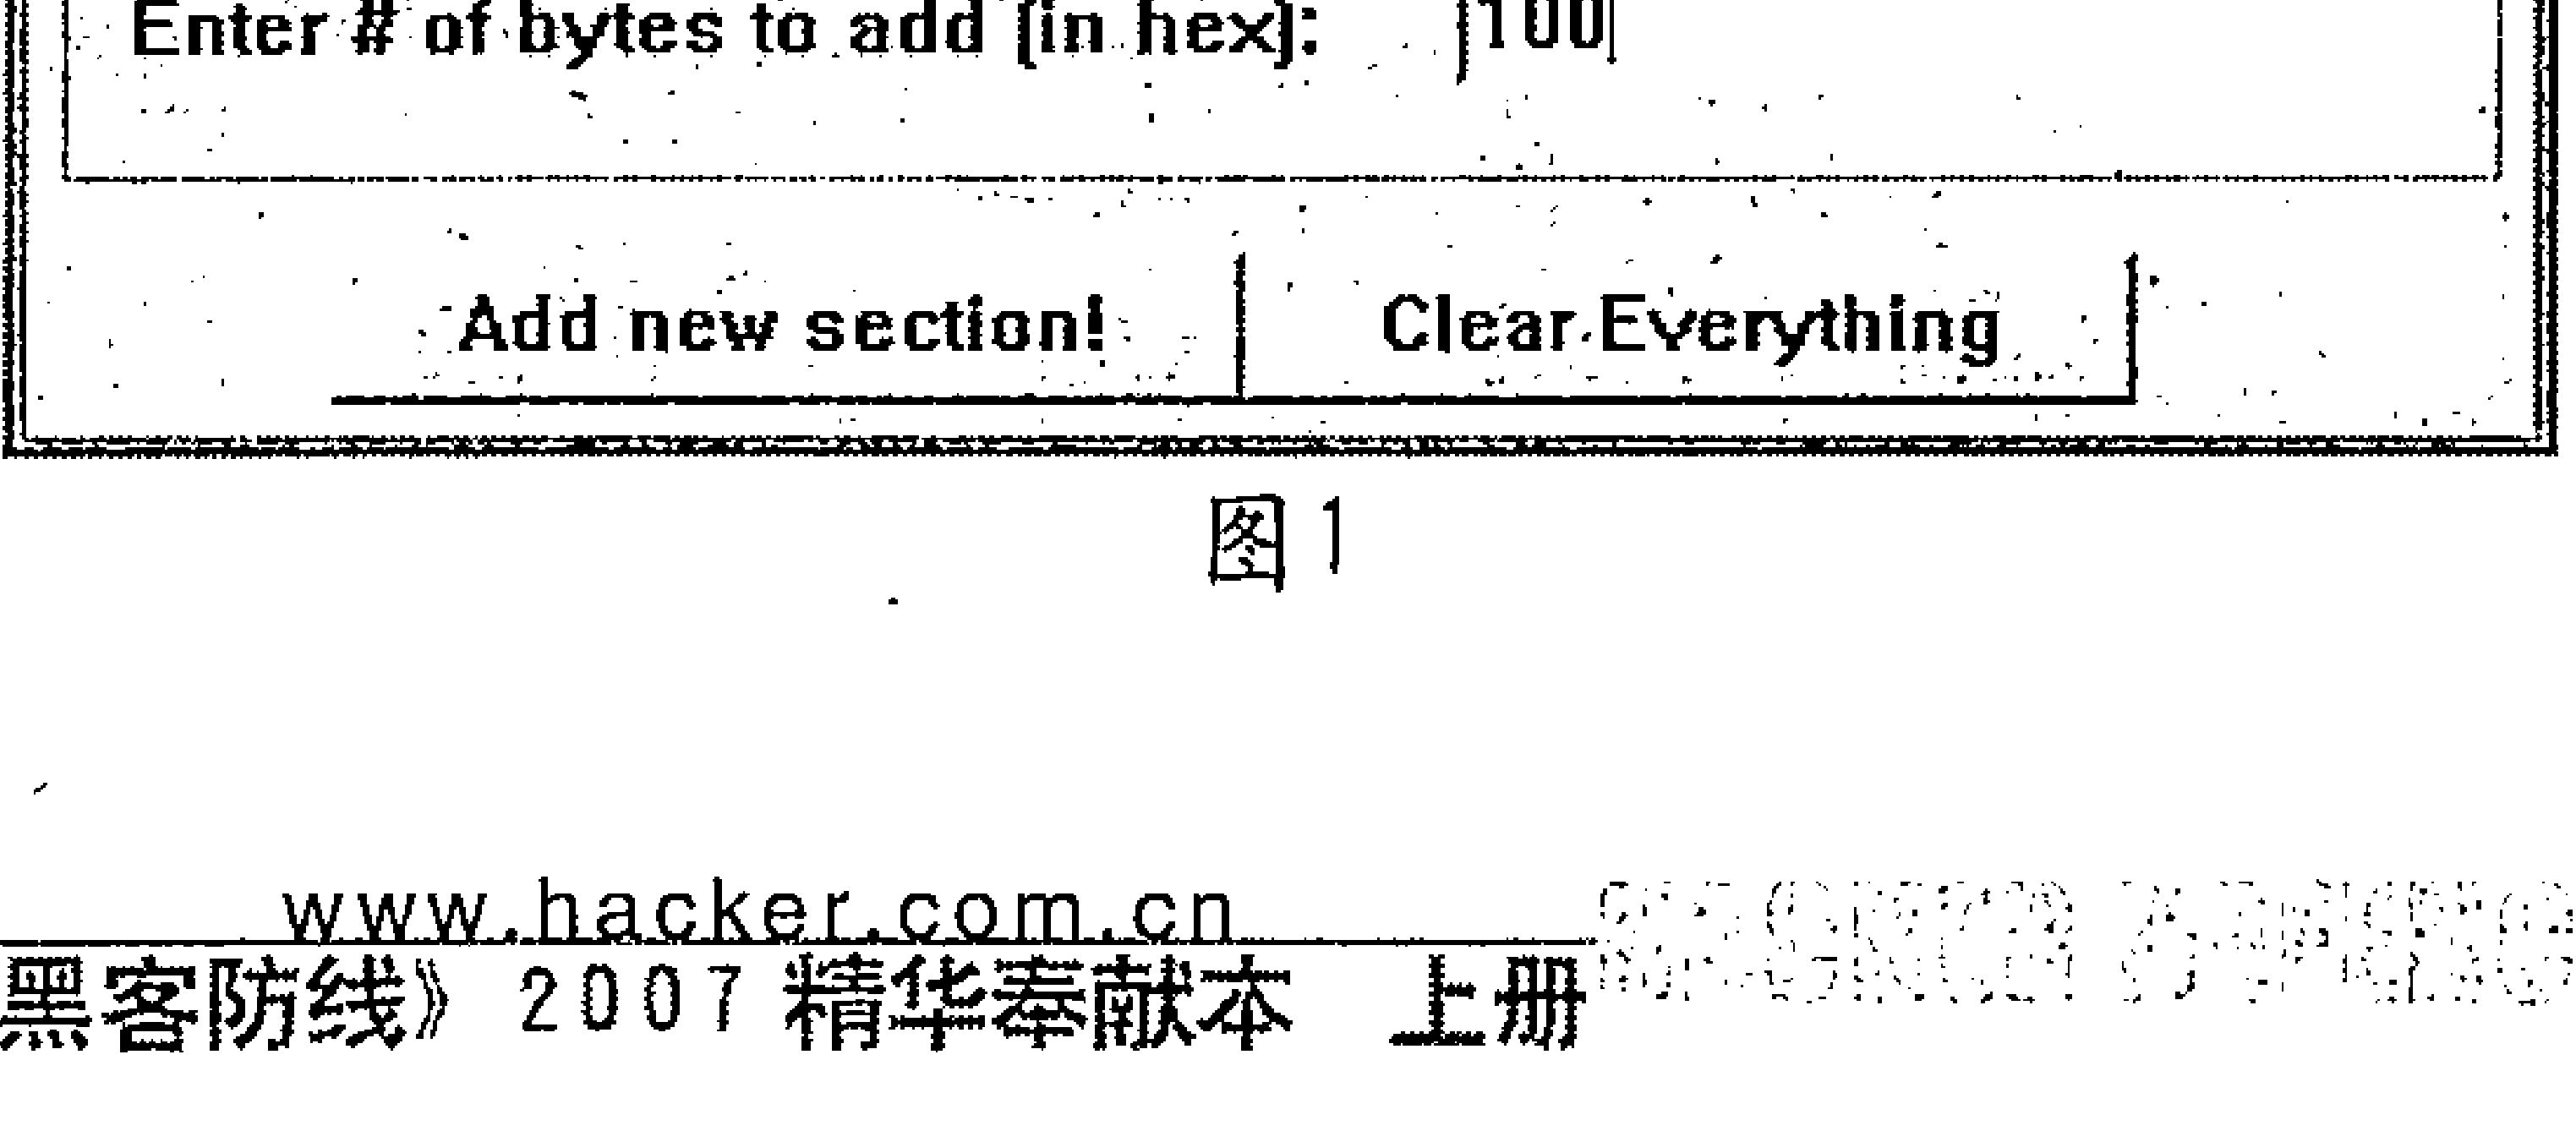 Enter # of bytes to add (in hex): 100
Add new section! Clear Everything
图1
www.hacker.com.cn
黑客防线》 2007 精华奉献本 上册